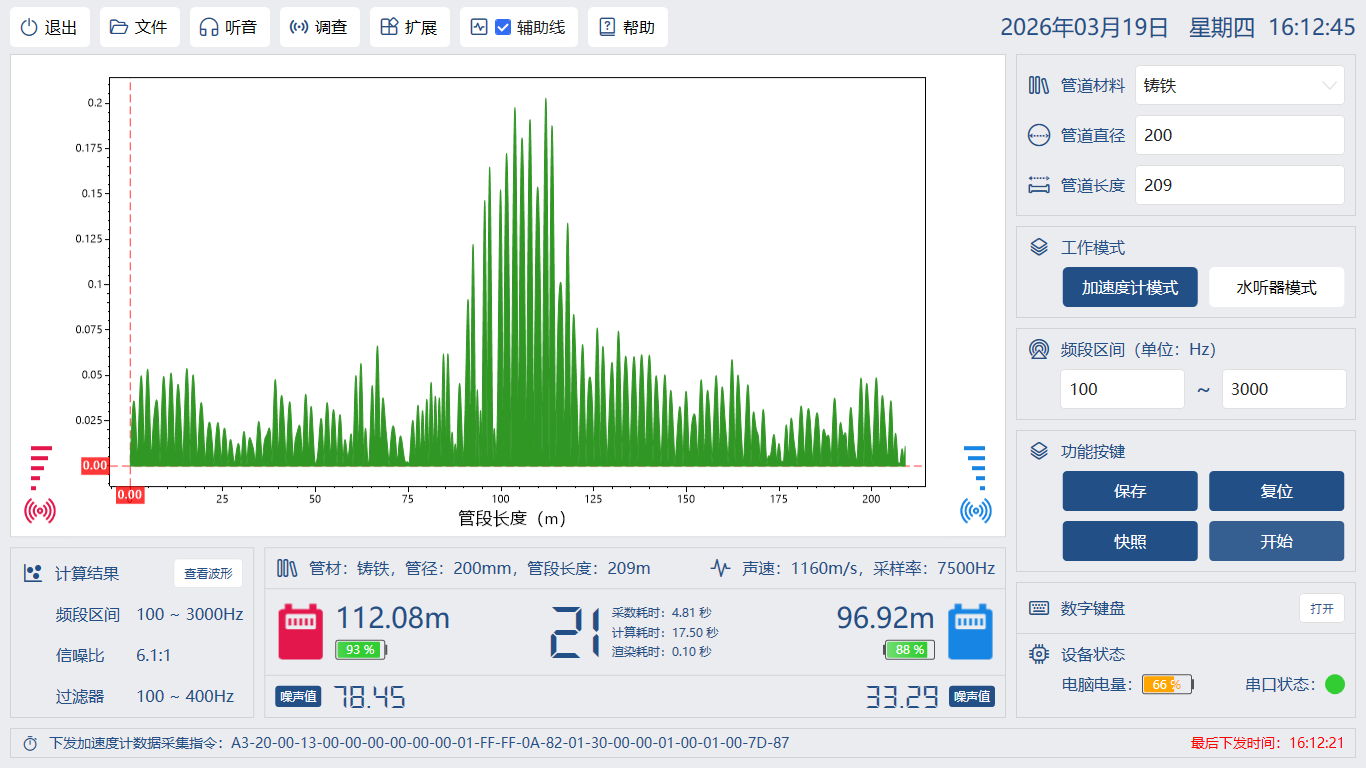 退出 文件 听音 调查 扩展 辅助线 帮助 2026年03月19日 星期四 16:12:45
0.2
0.175
0.15
0.125
0.1
0.075
0.05
0.025
0.00
0.00 25 50 75 100 125 150 175 200
管段长度（m）
管道材料 铸铁
管道直径 200
管道长度 209
工作模式
加速度计模式 水听器模式
频段区间（单位：Hz）
100 ~ 3000
功能按键
保存 复位
快照 开始
数字键盘 打开
设备状态
电脑电量： 66 % 串口状态：
计算结果 查看波形
频段区间 100 ~ 3000Hz
信噪比 6.1:1
过滤器 100 ~ 400Hz
管材：铸铁，管径：200mm，管段长度：209m 声速：1160m/s，采样率：7500Hz
112.08m
93 %
21
采数耗时：4.81 秒
计算耗时：17.50 秒
渲染耗时：0.10 秒
96.92m
88 %
噪声值 78.45 33.29 噪声值
下发加速度计数据采集指令：A3-20-00-13-00-00-00-00-00-00-01-FF-FF-0A-82-01-30-00-00-01-00-01-00-7D-87 最后下发时间：16:12:21